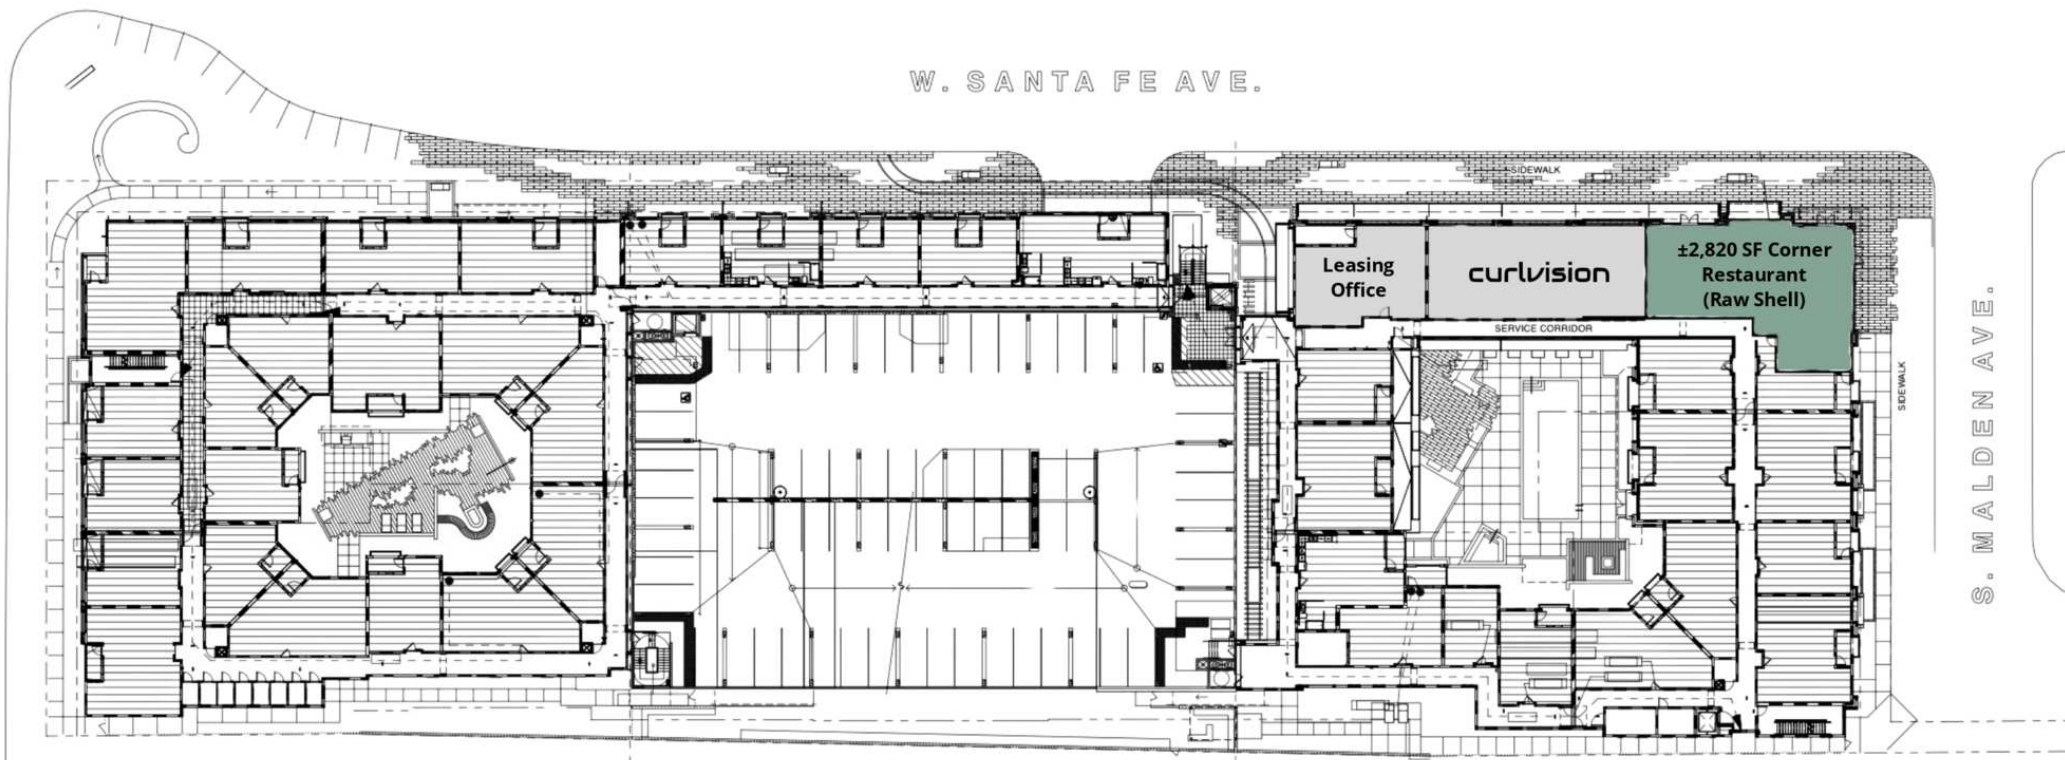 W. SANTA FE AVE.
SIDEWALK
Leasing
Office
curlvision
±2,820 SF Corner
Restaurant
(Raw Shell)
SERVICE CORRIDOR
SIDEWALK
S. MALDEN AVE.